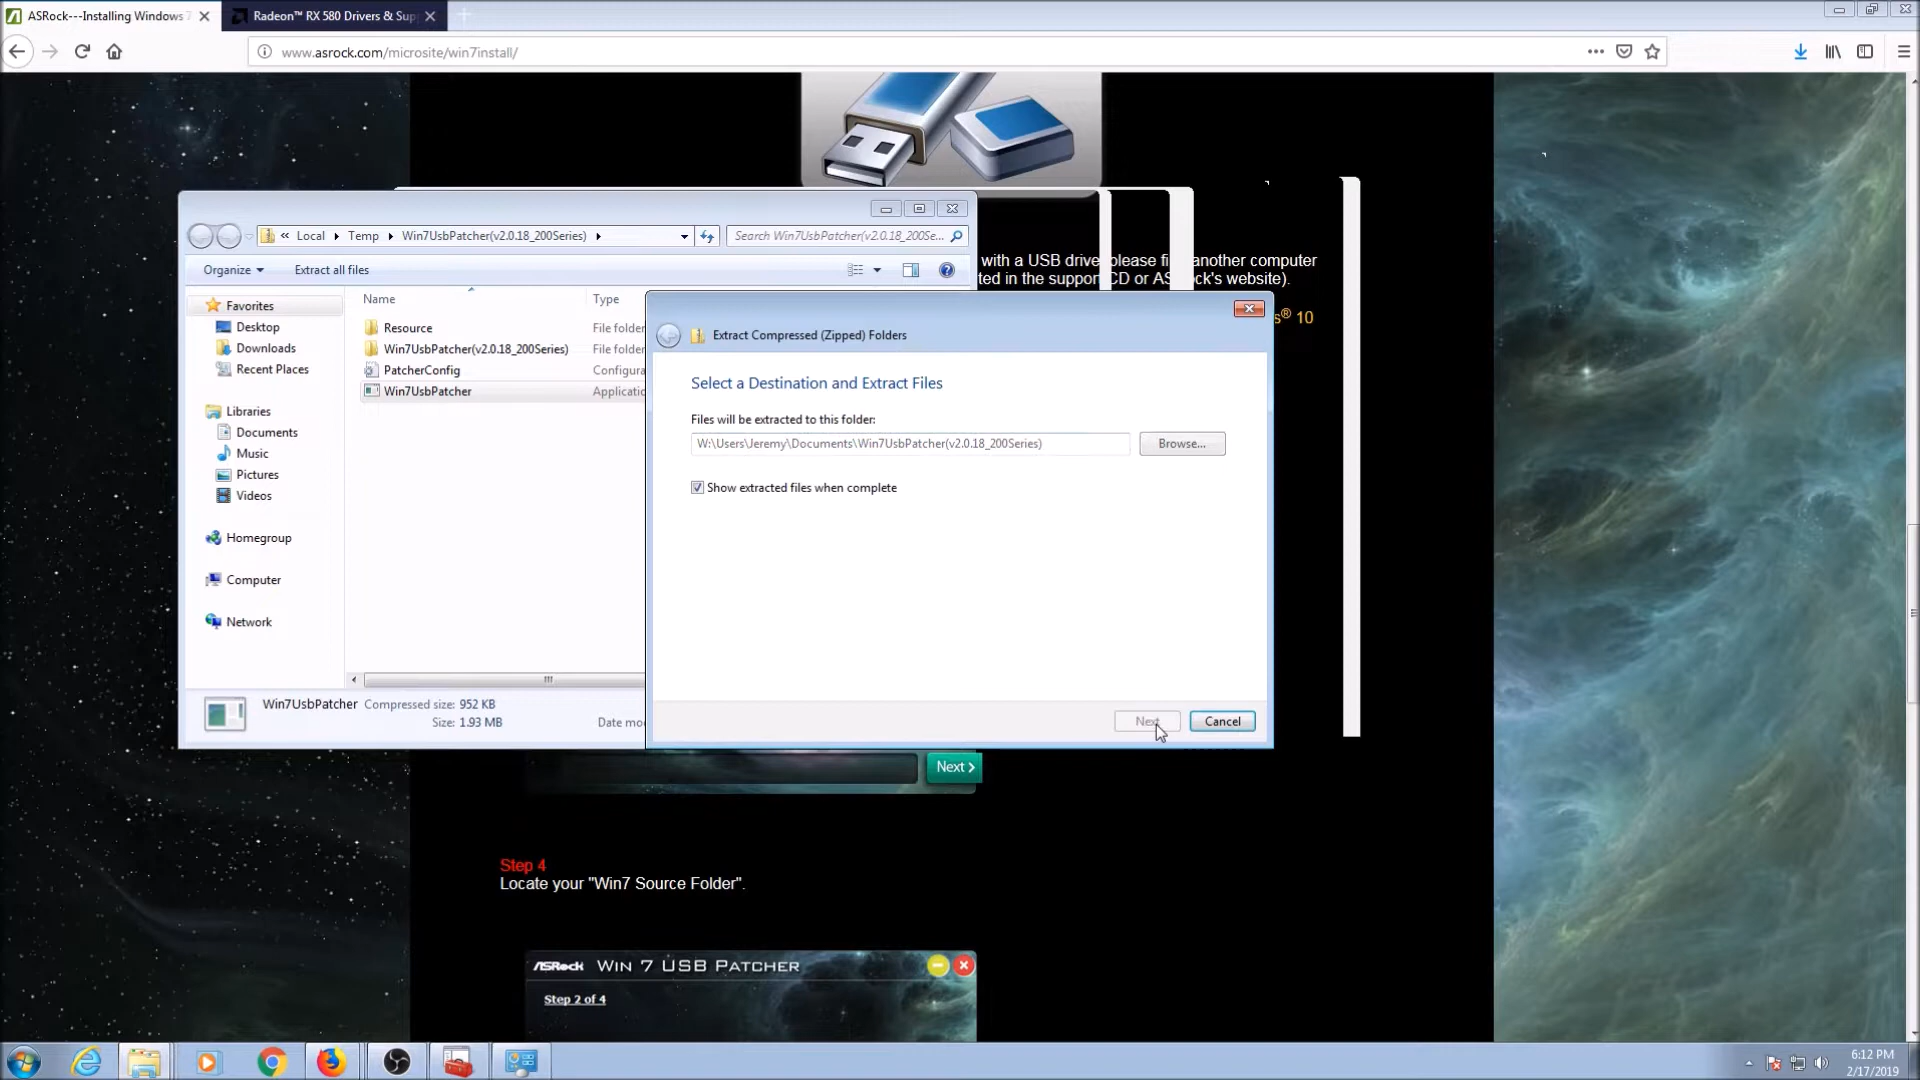 ASRock---Installing Windows 7
Radeon™ RX 580 Drivers & Sup
www.asrock.com/microsite/win7install/
« Local Temp Win7UsbPatcher(v2.0.18_200Series)
Search Win7UsbPatcher(v2.0.18_200Se...
Organize
Extract all files
with a USB drive please fi another computer
ted in the support CD or AS ck's website).
s® 10
Name
Type
Favorites
Desktop
Downloads
Recent Places
Libraries
Documents
Music
Pictures
Videos
Homegroup
Computer
Network
Resource
File folder
Win7UsbPatcher(v2.0.18_200Series)
File folder
PatcherConfig
Configura
Win7UsbPatcher
Applicatio
Win7UsbPatcher Compressed size: 952 KB
Size: 1.93 MB
Date mod
Extract Compressed (Zipped) Folders
Select a Destination and Extract Files
Files will be extracted to this folder:
W:\Users\Jeremy\Documents\Win7UsbPatcher(v2.0.18_200Series)
Browse...
Show extracted files when complete
Next
Cancel
Next >
Step 4
Locate your "Win7 Source Folder".
ASRock Win 7 USB Patcher
Step 2 of 4
6:12 PM
2/17/2019